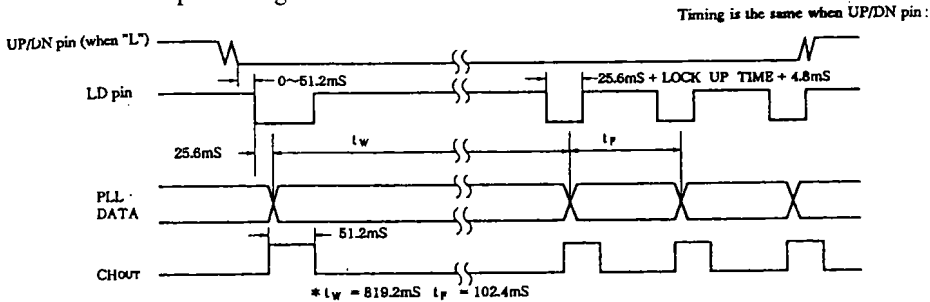 Timing is the same when UP/DN pin :
UP/DN pin (when "L")
0~51.2mS
25.6mS + LOCK UP TIME + 4.8mS
LD pin
25.6mS
tW
tF
PLL
DATA
51.2mS
CHOUT
* tW = 819.2mS tF = 102.4mS